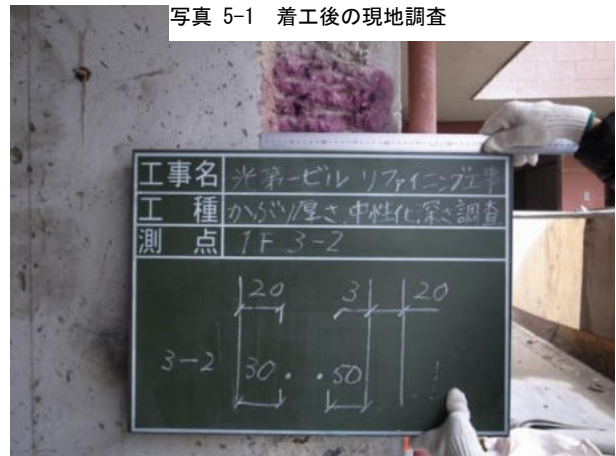 写真 5-1 着工後の現地調査
工事名 光第一ビル リファイニング工事
工種 かぶり厚さ、中性化、深さ調査
測点 1F 3-2
20 3 20
3-2 30 50